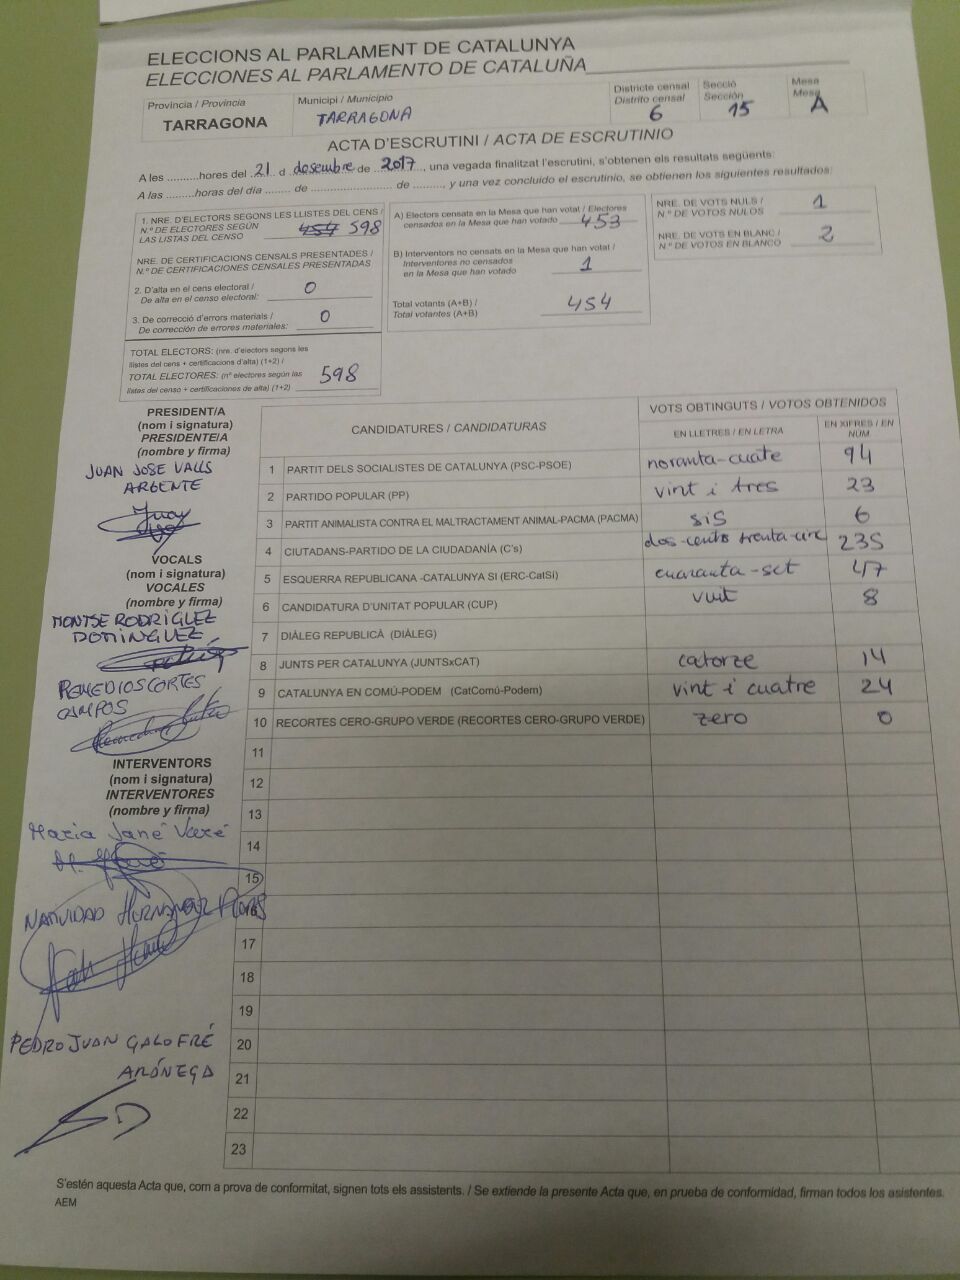 ELECCIONS AL PARLAMENT DE CATALUNYA
ELECCIONES AL PARLAMENTO DE CATALUÑA
Província / Provincia
TARRAGONA
Municipi / Municipio
TARRAGONA
Districte censal
Distrito censal
6
Secció
Sección
15
Mesa
Mesa
A
ACTA D'ESCRUTINI / ACTA DE ESCRUTINIO
A les ..........hores del .21. d desembre de 2017, una vegada finalitzat l'escrutini, s'obtenen els resultats següents:
A las .........horas del día ........ de ......................... de ........., y una vez concluido el escrutinio, se obtienen los siguientes resultados:
1. NRE. D'ELECTORS SEGONS LES LLISTES DEL CENS /
N.º DE ELECTORES SEGÚN
LAS LISTAS DEL CENSO
454 598
NRE. DE CERTIFICACIONS CENSALS PRESENTADES /
N.º DE CERTIFICACIONES CENSALES PRESENTADAS
2. D'alta en el cens electoral /
De alta en el censo electoral:
0
3. De correcció d'errors materials /
De corrección de errores materiales:
0
TOTAL ELECTORS: (nre. d'electors segons les
llistes del cens + certificacions d'alta) (1+2) /
TOTAL ELECTORES: (nº electores según las
listas del censo + certificaciones de alta) (1+2)
598
A) Electors censats en la Mesa que han votat / Electores
censados en la Mesa que han votado
453
B) Interventors no censats en la Mesa que han votat /
Interventores no censados
en la Mesa que han votado
1
Total votants (A+B) /
Total votantes (A+B)
454
NRE. DE VOTS NULS /
N.º DE VOTOS NULOS
1
NRE. DE VOTS EN BLANC /
N.º DE VOTOS EN BLANCO
2
PRESIDENT/A
(nom i signatura)
PRESIDENTE/A
(nombre y firma)
JUAN JOSE VALLS
ARGENTE
VOCALS
(nom i signatura)
VOCALES
(nombre y firma)
MONTSE RODRIGUEZ
DOMINGUEZ
REMEDIOS CORTES
CAMPOS
INTERVENTORS
(nom i signatura)
INTERVENTORES
(nombre y firma)
Maria Jané
NATIVIDAD
PEDRO JUAN GALOFRÉ
CANDIDATURES / CANDIDATURAS
VOTS OBTINGUTS / VOTOS OBTENIDOS
EN LLETRES / EN LETRA
EN XIFRES / EN
NUM
1 PARTIT DELS SOCIALISTES DE CATALUNYA (PSC-PSOE) noranta-cuate 94
2 PARTIDO POPULAR (PP) vint i tres 23
3 PARTIT ANIMALISTA CONTRA EL MALTRACTAMENT ANIMAL-PACMA (PACMA) sis 6
4 CIUTADANS-PARTIDO DE LA CIUDADANÍA (C's) dos-cents trenta-cinc 235
5 ESQUERRA REPUBLICANA -CATALUNYA SI (ERC-CatSí) cuaranta-set 47
6 CANDIDATURA D'UNITAT POPULAR (CUP) vuit 8
7 DIÀLEG REPUBLICÀ (DIÀLEG)
8 JUNTS PER CATALUNYA (JUNTSxCAT) catorze 14
9 CATALUNYA EN COMÚ-PODEM (CatComú-Podem) vint i cuatre 24
10 RECORTES CERO-GRUPO VERDE (RECORTES CERO-GRUPO VERDE) zero 0
11
12
13
14
15
16
17
18
19
20
21
22
23
S'estén aquesta Acta que, com a prova de conformitat, signen tots els assistents. / Se extiende la presente Acta que, en prueba de conformidad, firman todos los asistentes.
AEM